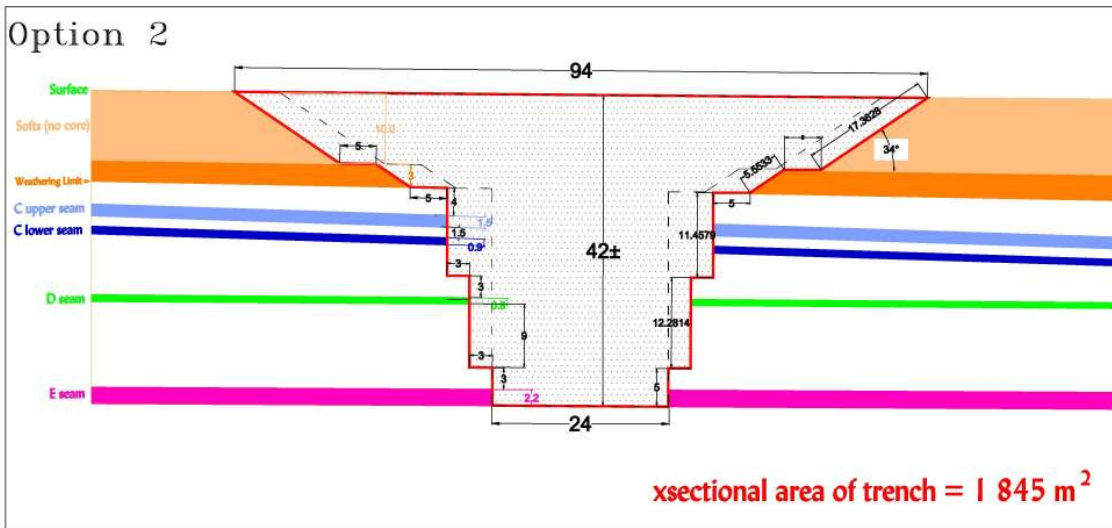 Option 2
94
Surface
Softs (no core)
10.0
5
17.3628
34°
5.5533
3
Weathering Limit
5
4
5
C upper seam
1.5
C lower seam
1.5
0.9
11.4579
42±
3
3
D seam
0.8
9
12.2814
3
3
5
E seam
2.2
24
xsectional area of trench = 1 845 m²